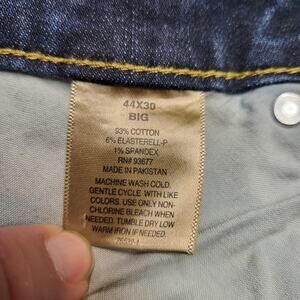 44X30
BIG
93% COTTON
6% ELASTERELL-P
1% SPANDEX
RN# 93677
MADE IN PAKISTAN
MACHINE WASH COLD.
GENTLE CYCLE WITH LIKE
COLORS. USE ONLY NON-
CHLORINE BLEACH WHEN
NEEDED. TUMBLE DRY LOW
WARM IRON IF NEEDED.